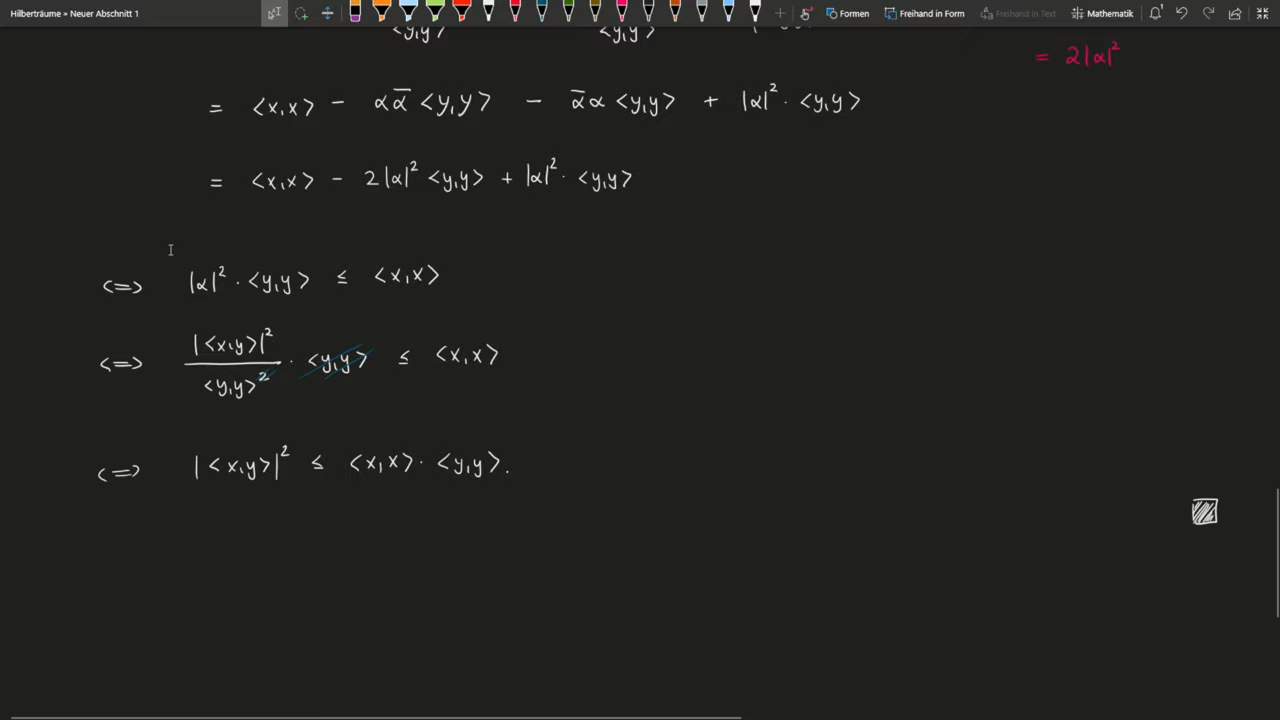 Hilberträume » Neuer Abschnitt 1 Formen Freihand in Form Freihand in Text Mathematik
<y,y> <y,y>
= 2|α|²
= <x,x> - αᾱ <y,y> - ᾱα <y,y> + |α|² · <y,y>
= <x,x> - 2|α|² <y,y> + |α|² · <y,y>
<=> |α|² · <y,y> ≤ <x,x>
<=> |<x,y>|² / <y,y>² · <y,y> ≤ <x,x>
<=> |<x,y>|² ≤ <x,x> · <y,y>.